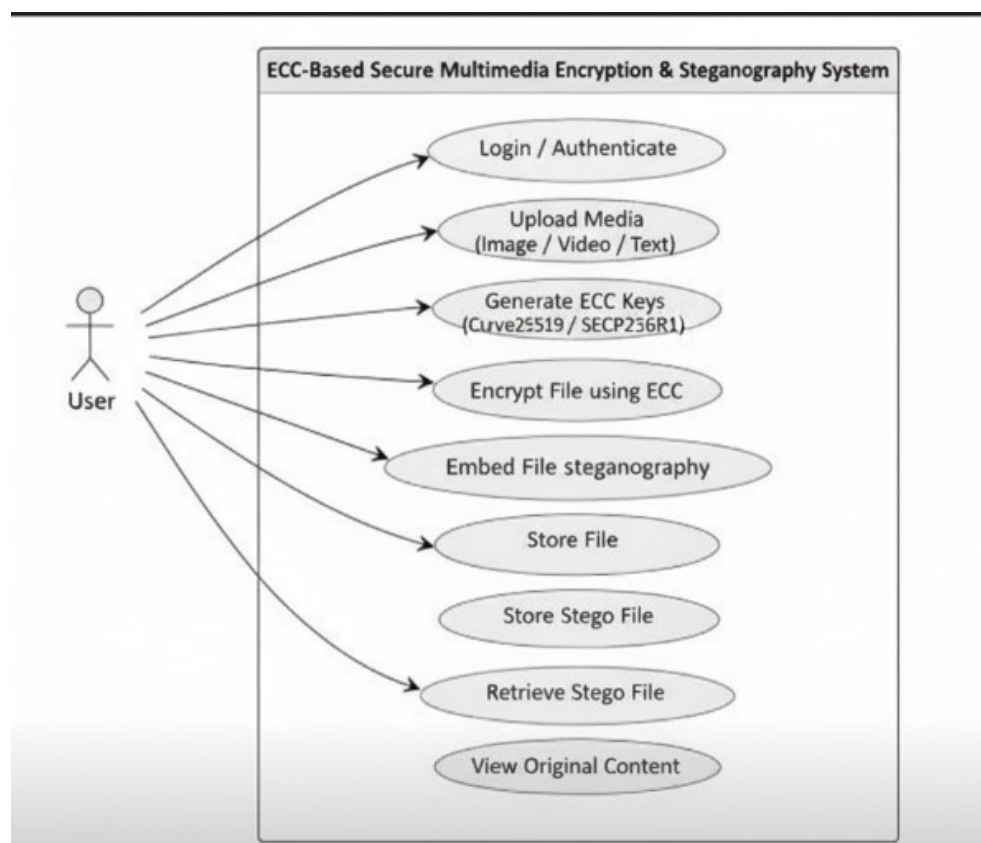 ECC-Based Secure Multimedia Encryption & Steganography System
Login / Authenticate
Upload Media
(Image / Video / Text)
Generate ECC Keys
(Curve25519 / SECP256R1)
User
Encrypt File using ECC
Embed File steganography
Store File
Store Stego File
Retrieve Stego File
View Original Content